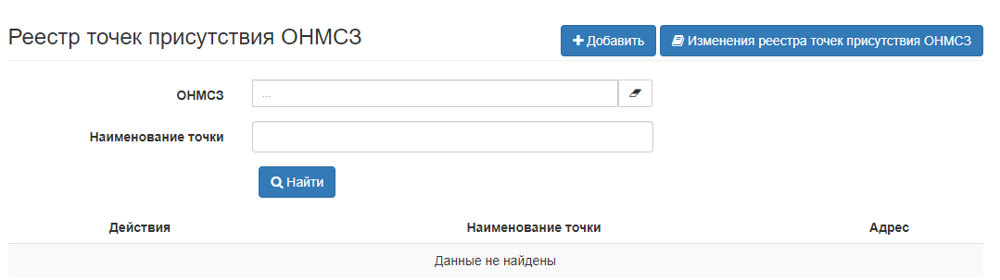 Реестр точек присутствия ОНМСЗ
Добавить
Изменения реестра точек присутствия ОНМСЗ
ОНМСЗ
...
Наименование точки
Найти
Действия Наименование точки Адрес
Данные не найдены